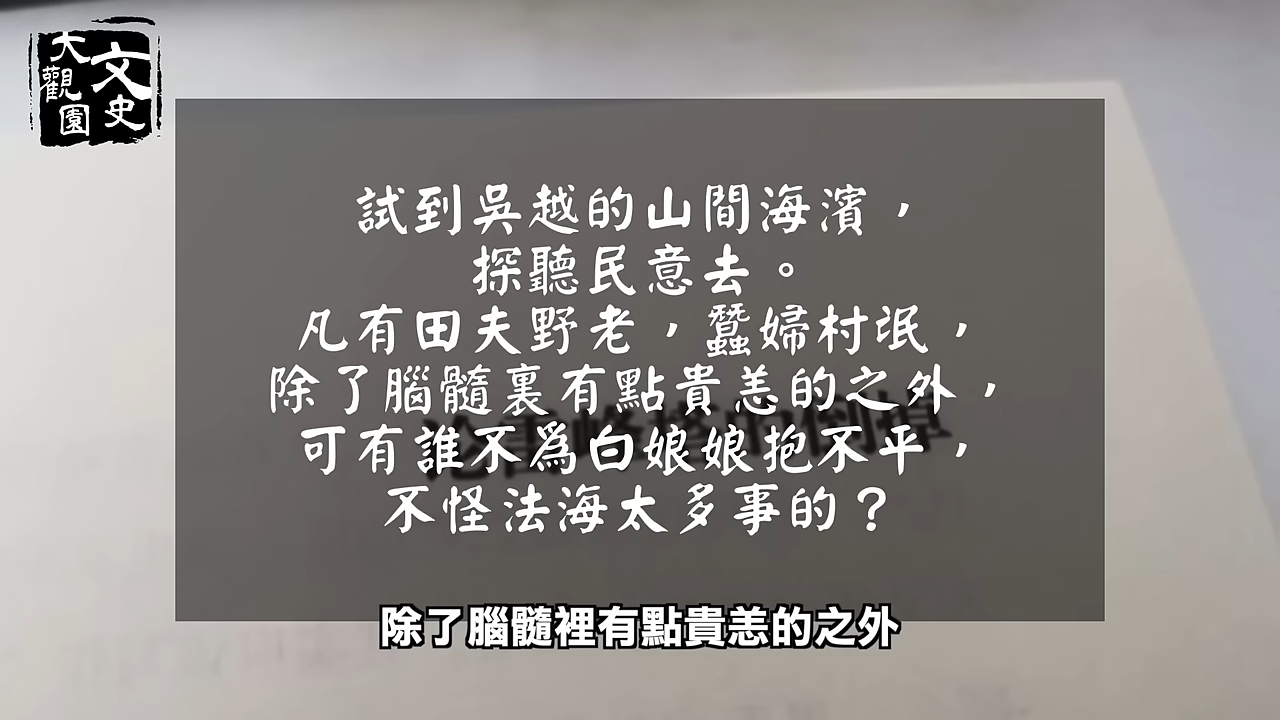 文史
大觀園
試到吳越的山間海濱，
探聽民意去。
凡有田夫野老，蠶婦村氓，
除了腦髓裏有點貴恙的之外，
可有誰不爲白娘娘抱不平，
不怪法海太多事的？
除了腦髓裡有點貴恙的之外